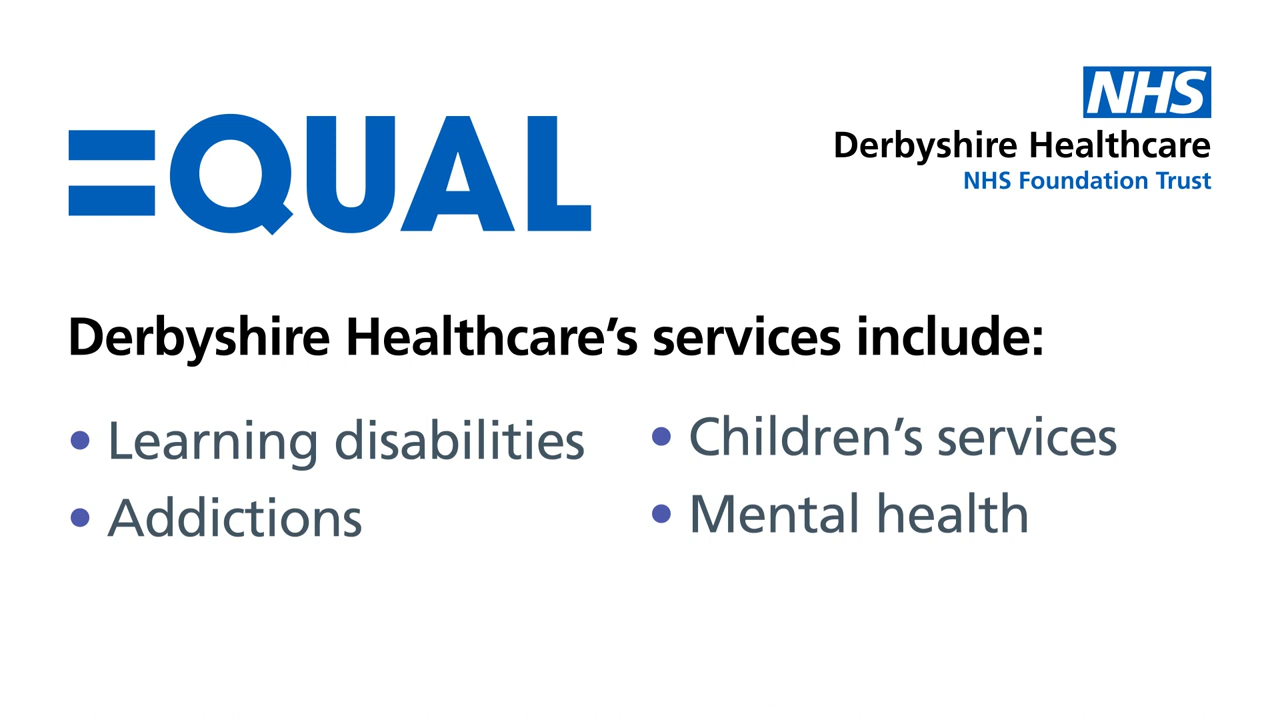 =QUAL
NHS
Derbyshire Healthcare
NHS Foundation Trust
Derbyshire Healthcare’s services include:
• Learning disabilities
• Addictions
• Children’s services
• Mental health